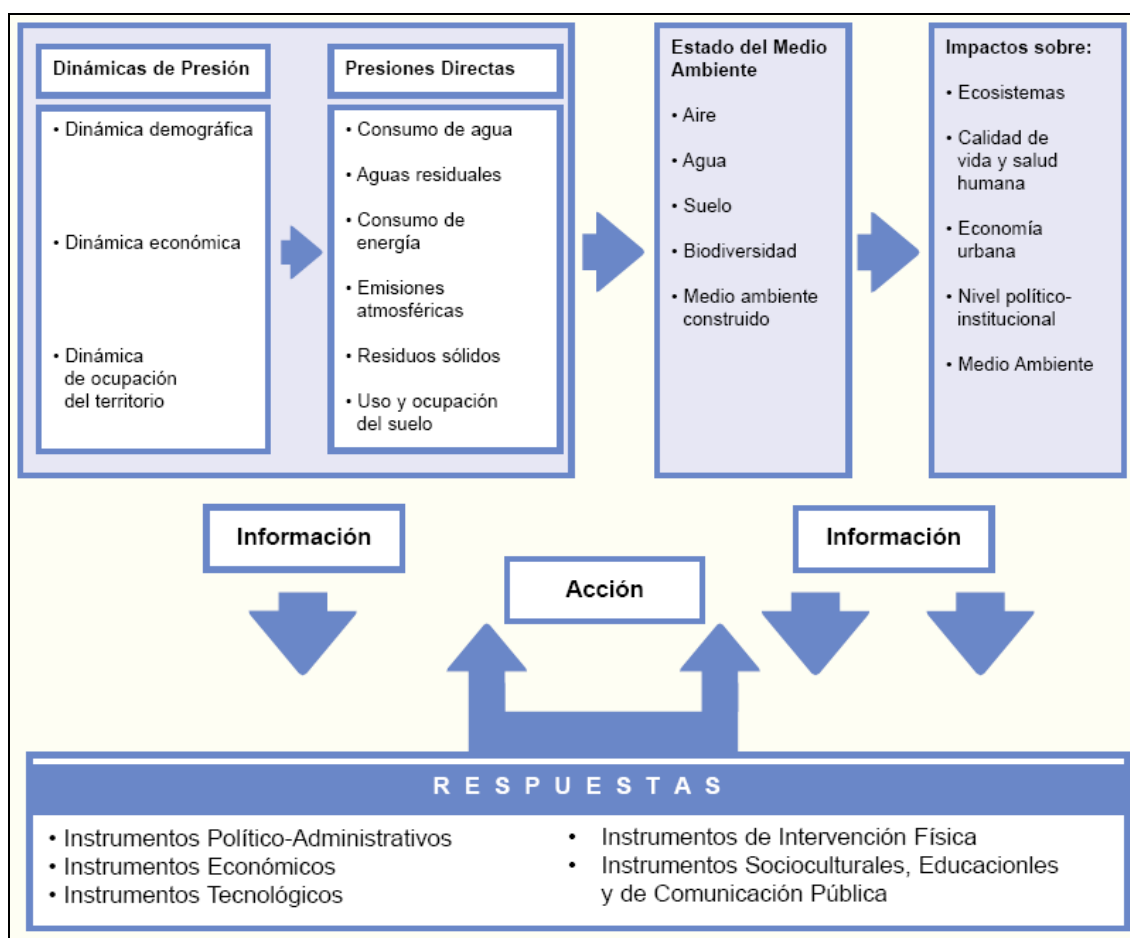 Dinámicas de Presión
• Dinámica demográfica
• Dinámica económica
• Dinámica
de ocupación
del territorio
Presiones Directas
• Consumo de agua
• Aguas residuales
• Consumo de
energía
• Emisiones
atmosféricas
• Residuos sólidos
• Uso y ocupación
del suelo
Estado del Medio
Ambiente
• Aire
• Agua
• Suelo
• Biodiversidad
• Medio ambiente
construido
Impactos sobre:
• Ecosistemas
• Calidad de
vida y salud
humana
• Economía
urbana
• Nivel político-
institucional
• Medio Ambiente
Información
Acción
Información
R E S P U E S T A S
• Instrumentos Político-Administrativos
• Instrumentos Económicos
• Instrumentos Tecnológicos
• Instrumentos de Intervención Física
• Instrumentos Socioculturales, Educacionles
y de Comunicación Pública